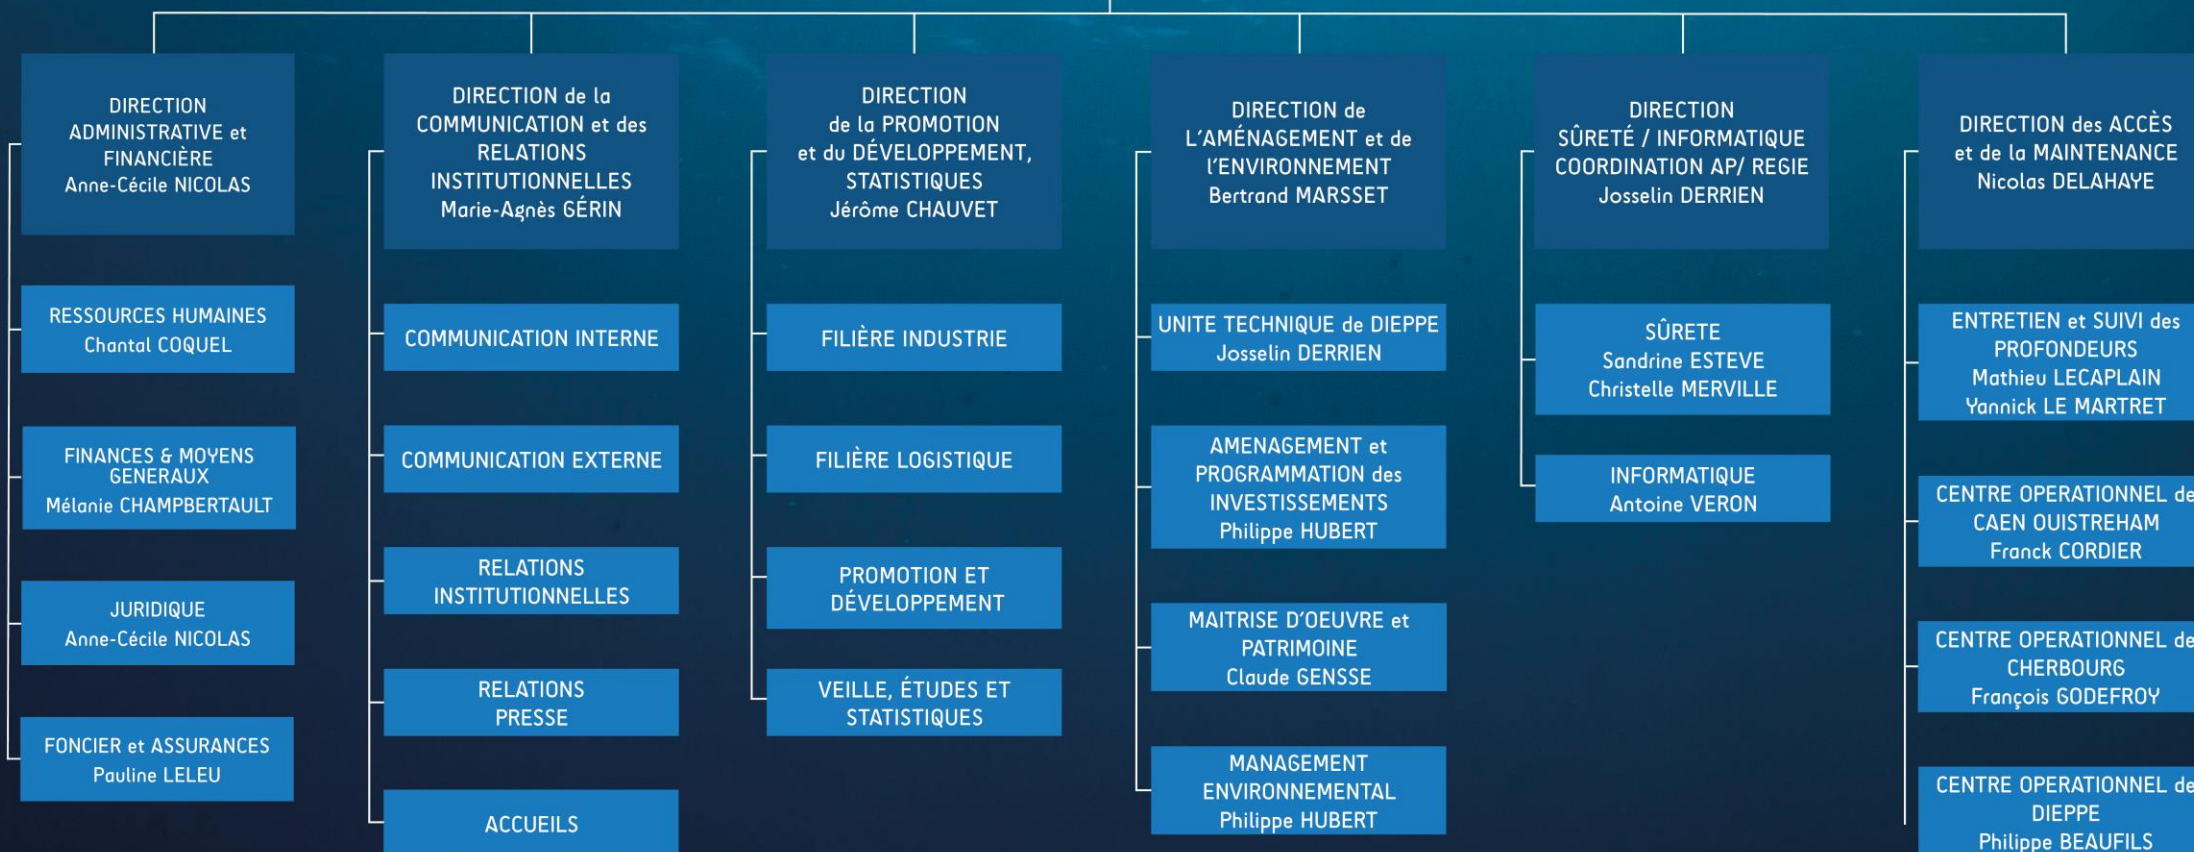 DIRECTION
ADMINISTRATIVE et
FINANCIÈRE
Anne-Cécile NICOLAS
RESSOURCES HUMAINES
Chantal COQUEL
FINANCES & MOYENS
GENERAUX
Mélanie CHAMPBERTAULT
JURIDIQUE
Anne-Cécile NICOLAS
FONCIER et ASSURANCES
Pauline LELEU
DIRECTION de la
COMMUNICATION et des
RELATIONS
INSTITUTIONNELLES
Marie-Agnès GÉRIN
COMMUNICATION INTERNE
COMMUNICATION EXTERNE
RELATIONS
INSTITUTIONNELLES
RELATIONS
PRESSE
ACCUEILS
DIRECTION
de la PROMOTION
et du DÉVELOPPEMENT,
STATISTIQUES
Jérôme CHAUVET
FILIÈRE INDUSTRIE
FILIÈRE LOGISTIQUE
PROMOTION ET
DÉVELOPPEMENT
VEILLE, ÉTUDES ET
STATISTIQUES
DIRECTION de
L'AMÉNAGEMENT et de
l'ENVIRONNEMENT
Bertrand MARSSET
UNITE TECHNIQUE de DIEPPE
Josselin DERRIEN
AMENAGEMENT et
PROGRAMMATION des
INVESTISSEMENTS
Philippe HUBERT
MAITRISE D'OEUVRE et
PATRIMOINE
Claude GENSSE
MANAGEMENT
ENVIRONNEMENTAL
Philippe HUBERT
DIRECTION
SÛRETÉ / INFORMATIQUE
COORDINATION AP/ REGIE
Josselin DERRIEN
SÛRETE
Sandrine ESTEVE
Christelle MERVILLE
INFORMATIQUE
Antoine VERON
DIRECTION des ACCÈS
et de la MAINTENANCE
Nicolas DELAHAYE
ENTRETIEN et SUIVI des
PROFONDEURS
Mathieu LECAPLAIN
Yannick LE MARTRET
CENTRE OPERATIONNEL de
CAEN OUISTREHAM
Franck CORDIER
CENTRE OPERATIONNEL de
CHERBOURG
François GODEFROY
CENTRE OPERATIONNEL de
DIEPPE
Philippe BEAUFILS